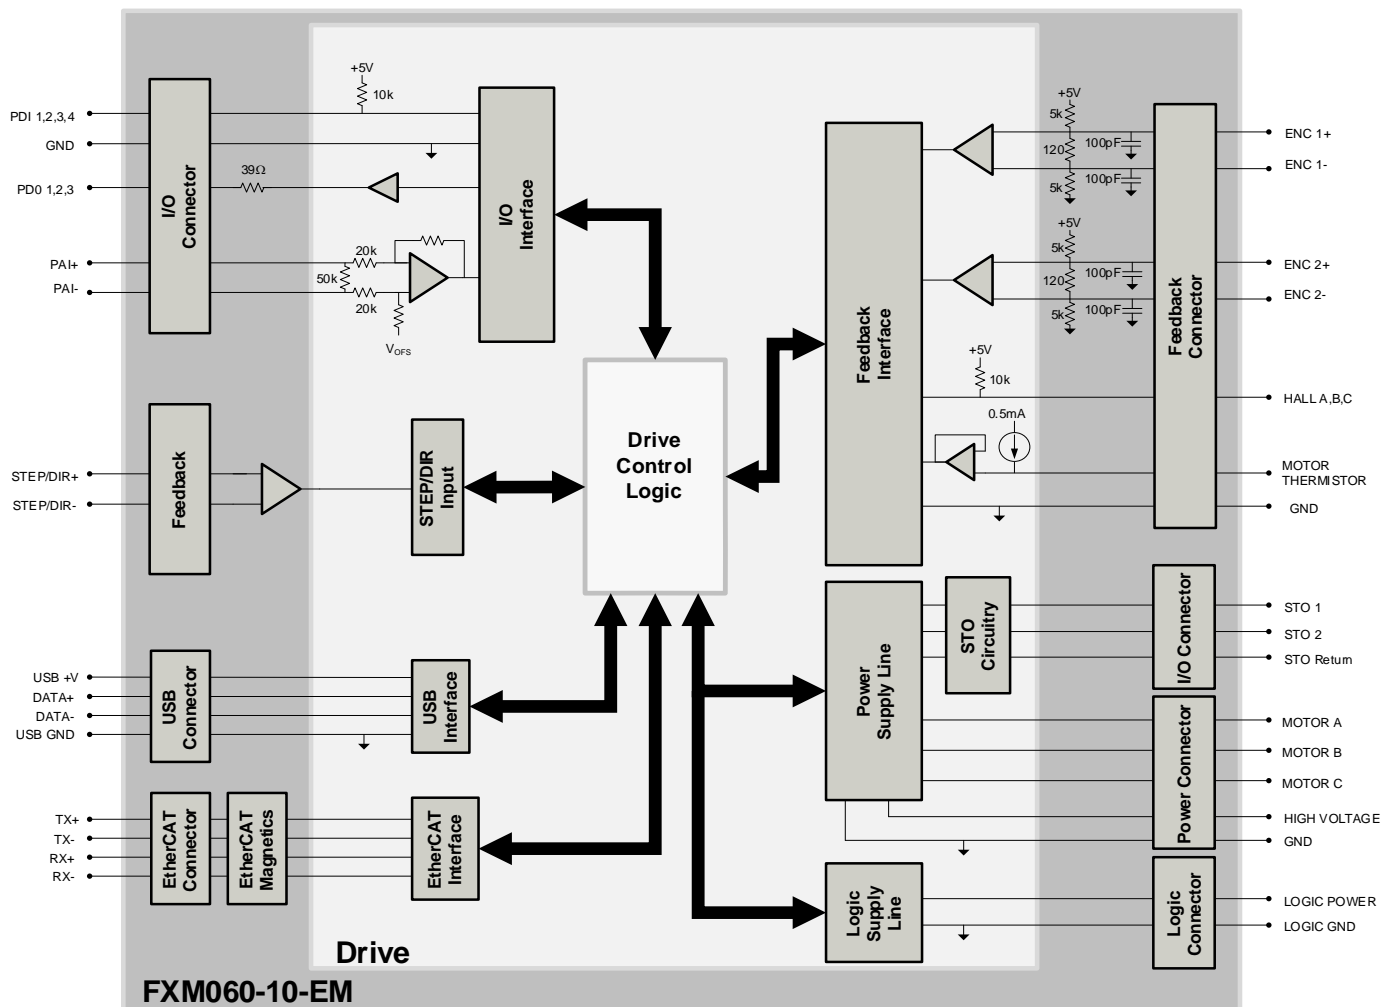 +5V
10k
PDI 1,2,3,4
GND
39Ω
PD0 1,2,3
I/O
Connector
I/O
Interface
PAI+
PAI-
20k
50k
20k
VOFS
+5V
5k
120
5k
100pF
100pF
ENC 1+
ENC 1-
+5V
5k
120
5k
100pF
100pF
ENC 2+
ENC 2-
Feedback
Interface
Feedback
Connector
+5V
10k
HALL A,B,C
0.5mA
MOTOR
THERMISTOR
GND
STEP/DIR+
STEP/DIR-
Feedback
STEP/DIR
Input
Drive
Control
Logic
STO 1
STO 2
STO Return
STO
Circuitry
I/O Connector
Power
Supply Line
USB +V
DATA+
DATA-
USB GND
USB
Connector
USB
Interface
MOTOR A
MOTOR B
MOTOR C
HIGH VOLTAGE
GND
Power Connector
TX+
TX-
RX+
RX-
EtherCAT
Connector
EtherCAT
Magnetics
EtherCAT
Interface
Logic
Supply
Line
Logic
Connector
LOGIC POWER
LOGIC GND
Drive
FXM060-10-EM